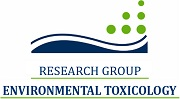 RESEARCH GROUP
ENVIRONMENTAL TOXICOLOGY